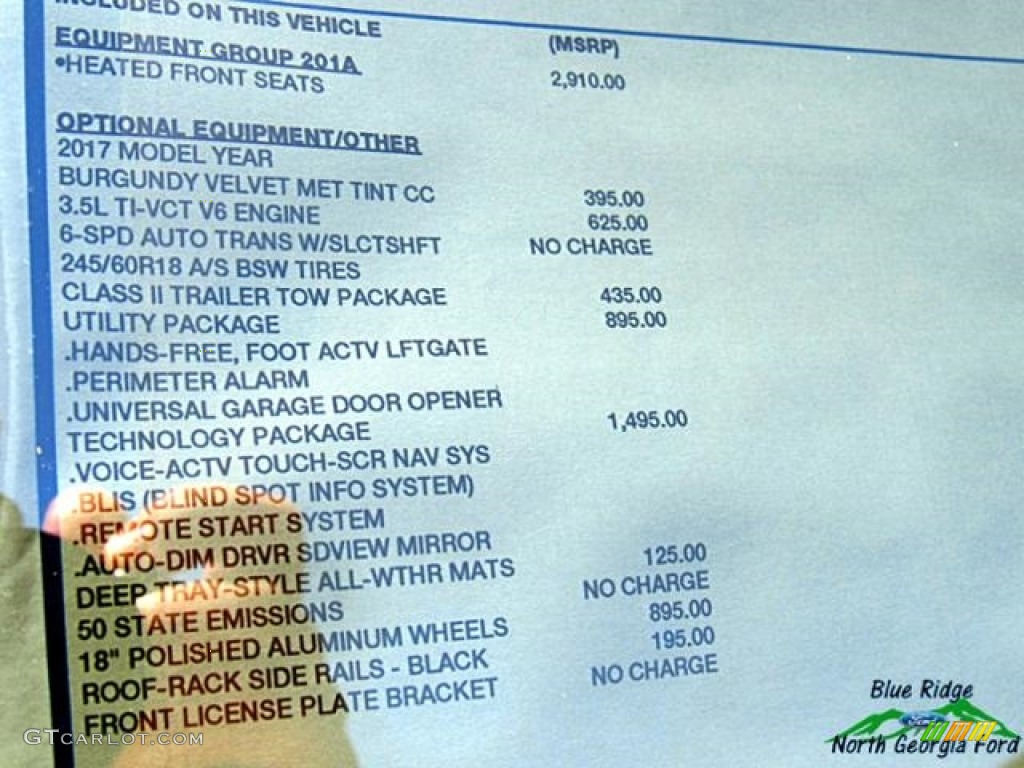 INCLUDED ON THIS VEHICLE (MSRP)
EQUIPMENT GROUP 201A
•HEATED FRONT SEATS 2,910.00
OPTIONAL EQUIPMENT/OTHER
2017 MODEL YEAR
BURGUNDY VELVET MET TINT CC 395.00
3.5L TI-VCT V6 ENGINE 625.00
6-SPD AUTO TRANS W/SLCTSHFT NO CHARGE
245/60R18 A/S BSW TIRES
CLASS II TRAILER TOW PACKAGE 435.00
UTILITY PACKAGE 895.00
.HANDS-FREE, FOOT ACTV LFTGATE
.PERIMETER ALARM
.UNIVERSAL GARAGE DOOR OPENER
TECHNOLOGY PACKAGE 1,495.00
.VOICE-ACTV TOUCH-SCR NAV SYS
.BLIS (BLIND SPOT INFO SYSTEM)
.REMOTE START SYSTEM
.AUTO-DIM DRVR SDVIEW MIRROR
DEEP TRAY-STYLE ALL-WTHR MATS 125.00
50 STATE EMISSIONS NO CHARGE
18" POLISHED ALUMINUM WHEELS 895.00
ROOF-RACK SIDE RAILS - BLACK 195.00
FRONT LICENSE PLATE BRACKET NO CHARGE
Blue Ridge
Ford
North Georgia Ford
GTCARLOT.COM